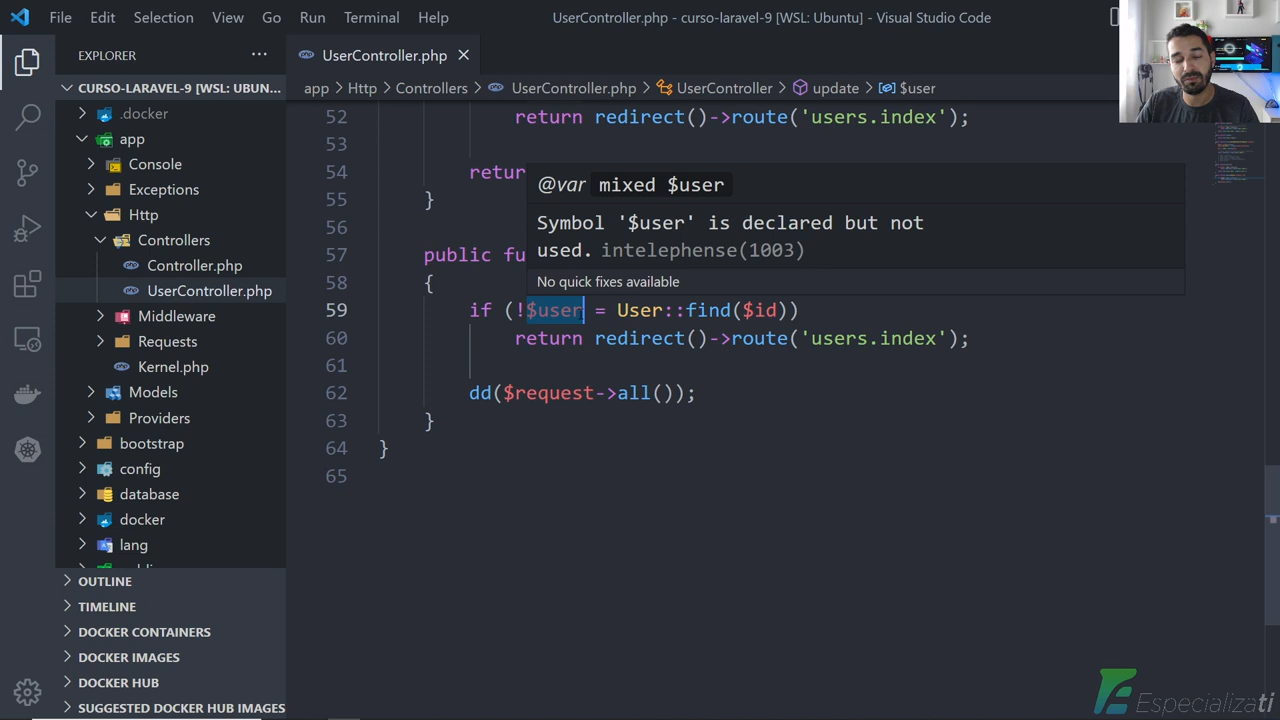 File Edit Selection View Go Run Terminal Help
UserController.php - curso-laravel-9 [WSL: Ubuntu] - Visual Studio Code
EXPLORER
UserController.php
CURSO-LARAVEL-9 [WSL: UBUN...
.docker
app
Console
Exceptions
Http
Controllers
Controller.php
UserController.php
Middleware
Requests
Kernel.php
Models
Providers
bootstrap
config
database
docker
lang
OUTLINE
TIMELINE
DOCKER CONTAINERS
DOCKER IMAGES
DOCKER HUB
SUGGESTED DOCKER HUB IMAGES
app > Http > Controllers > UserController.php > UserController > update > $user
52 return redirect()->route('users.index');
53
54 retur
55 }
56
57 public fu
58 {
59 if (!$user = User::find($id))
60 return redirect()->route('users.index');
61
62 dd($request->all());
63 }
64 }
65
@var mixed $user
Symbol '$user' is declared but not
used. intelephense(1003)
No quick fixes available
Especializati